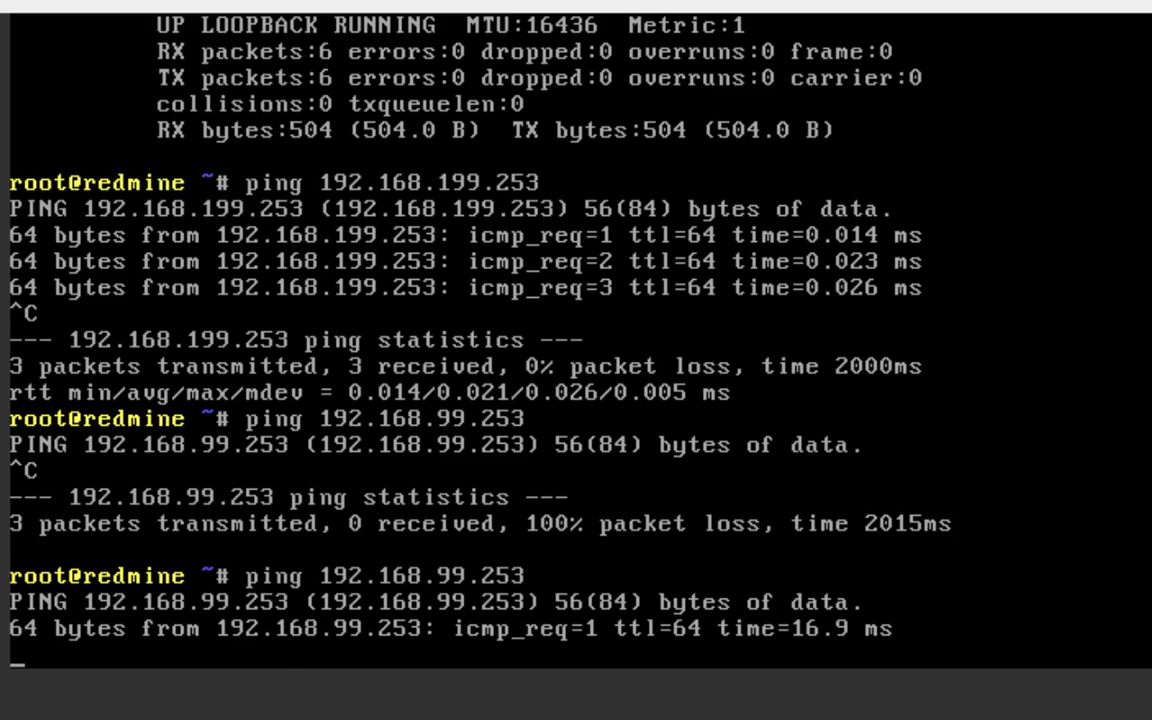 UP LOOPBACK RUNNING  MTU:16436  Metric:1
RX packets:6 errors:0 dropped:0 overruns:0 frame:0
TX packets:6 errors:0 dropped:0 overruns:0 carrier:0
collisions:0 txqueuelen:0
RX bytes:504 (504.0 B)  TX bytes:504 (504.0 B)
root@redmine ~# ping 192.168.199.253
PING 192.168.199.253 (192.168.199.253) 56(84) bytes of data.
64 bytes from 192.168.199.253: icmp_req=1 ttl=64 time=0.014 ms
64 bytes from 192.168.199.253: icmp_req=2 ttl=64 time=0.023 ms
64 bytes from 192.168.199.253: icmp_req=3 ttl=64 time=0.026 ms
^C
--- 192.168.199.253 ping statistics ---
3 packets transmitted, 3 received, 0% packet loss, time 2000ms
rtt min/avg/max/mdev = 0.014/0.021/0.026/0.005 ms
root@redmine ~# ping 192.168.99.253
PING 192.168.99.253 (192.168.99.253) 56(84) bytes of data.
^C
--- 192.168.99.253 ping statistics ---
3 packets transmitted, 0 received, 100% packet loss, time 2015ms
root@redmine ~# ping 192.168.99.253
PING 192.168.99.253 (192.168.99.253) 56(84) bytes of data.
64 bytes from 192.168.99.253: icmp_req=1 ttl=64 time=16.9 ms
_